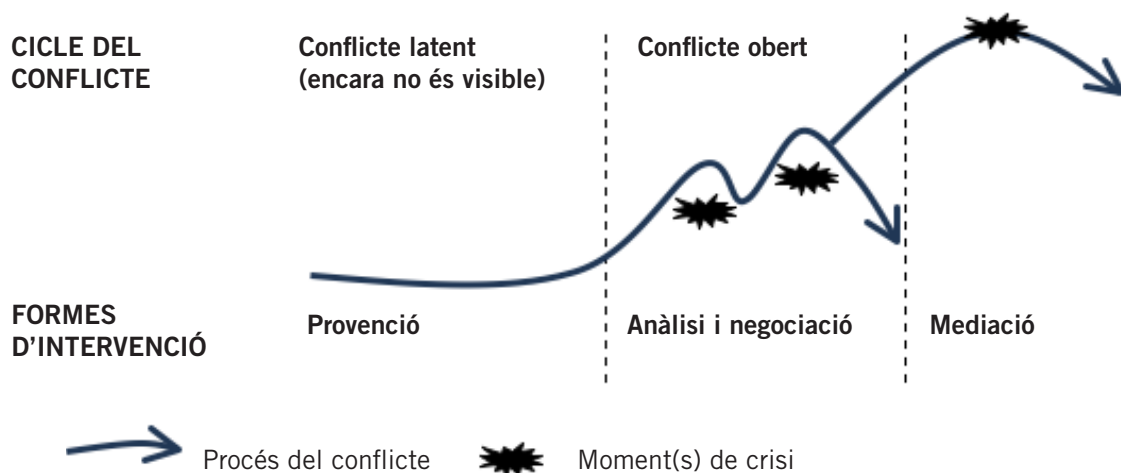 CICLE DEL
CONFLICTE
Conflicte latent
(encara no és visible)
Conflicte obert
FORMES
D'INTERVENCIÓ
Provenció
Anàlisi i negociació
Mediació
Procés del conflicte
Moment(s) de crisi